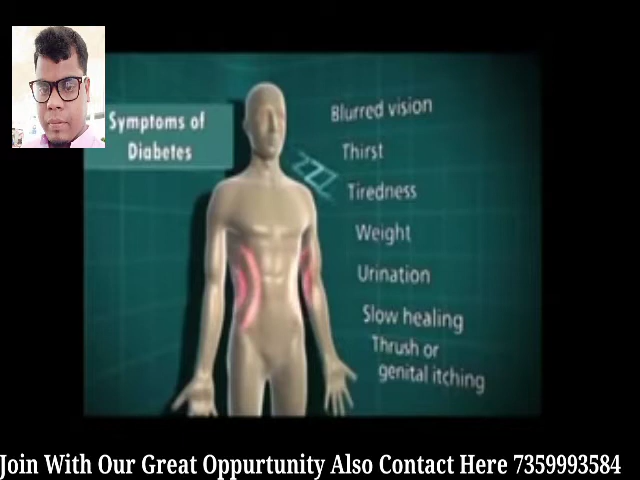 Symptoms of
Diabetes
Blurred vision
Thirst
Tiredness
Weight
Urination
Slow healing
Thrush or
genital itching
Join With Our Great Oppurtunity Also Contact Here 7359993584